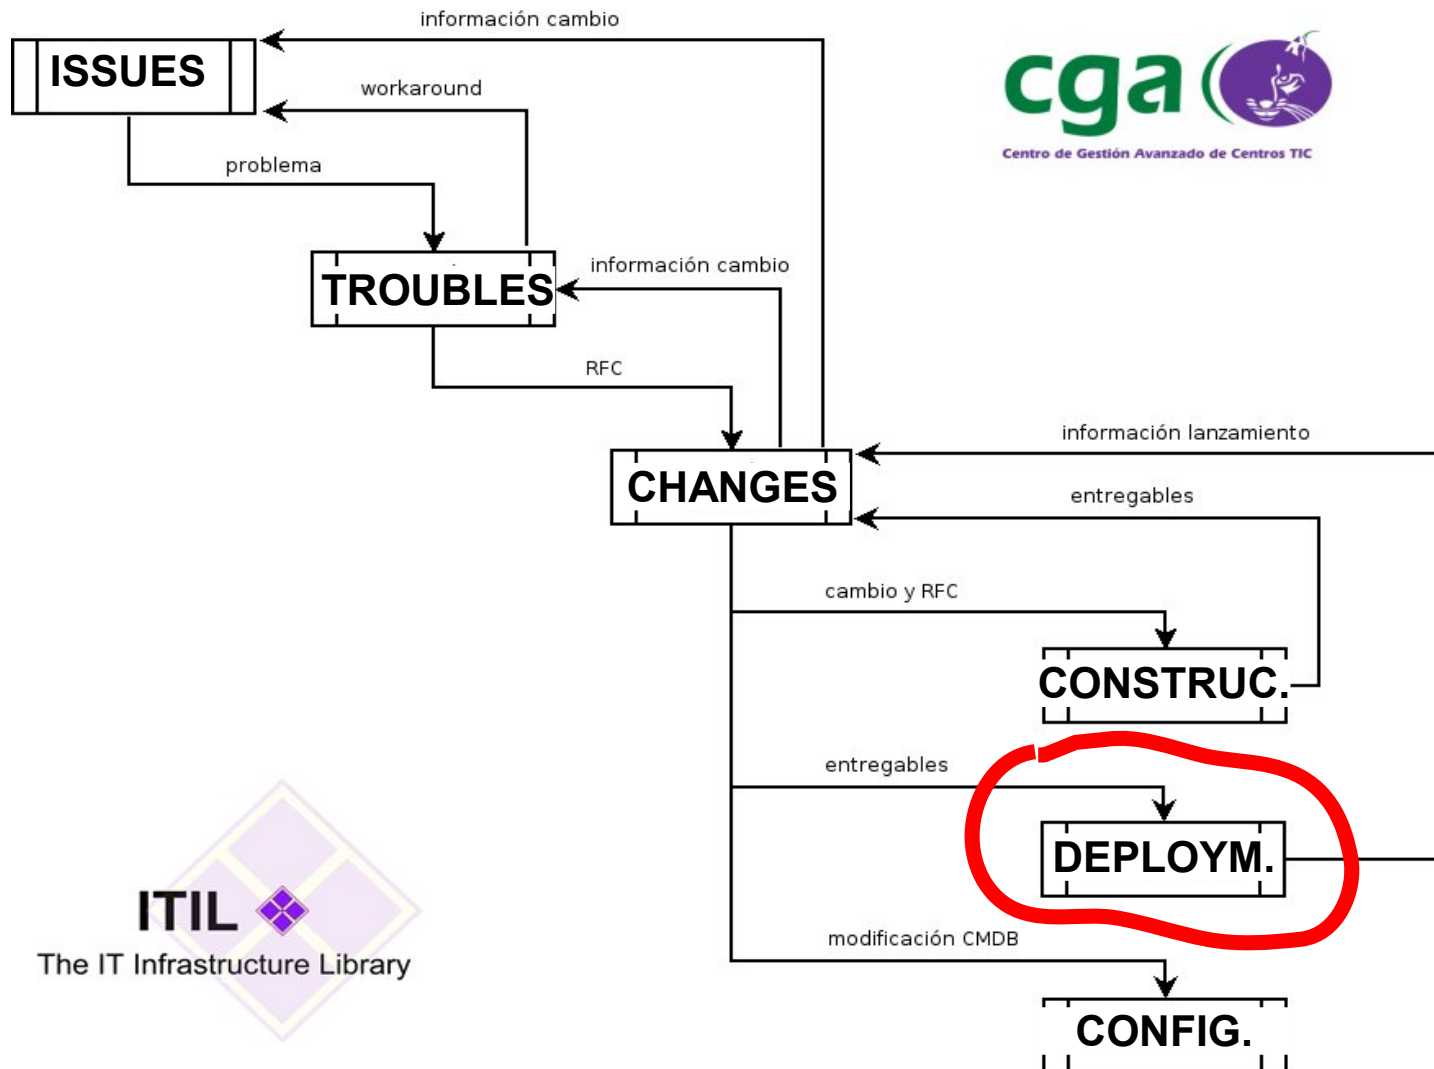 información cambio
ISSUES
workaround
problema
cga
Centro de Gestión Avanzado de Centros TIC
TROUBLES
información cambio
RFC
información lanzamiento
CHANGES
entregables
cambio y RFC
CONSTRUC.
entregables
DEPLOYM.
ITIL
The IT Infrastructure Library
modificación CMDB
CONFIG.